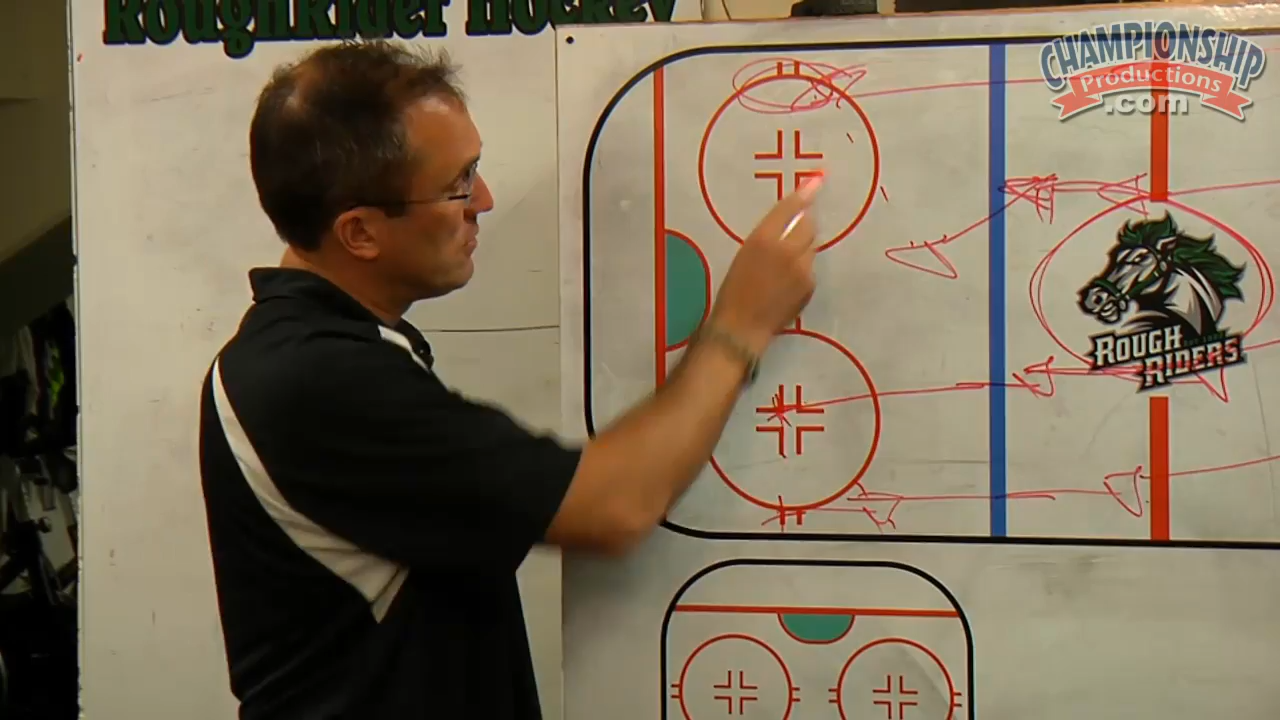 RoughRider Hockey
CHAMPIONSHIP
Productions
.com
ROUGH
RIDERS